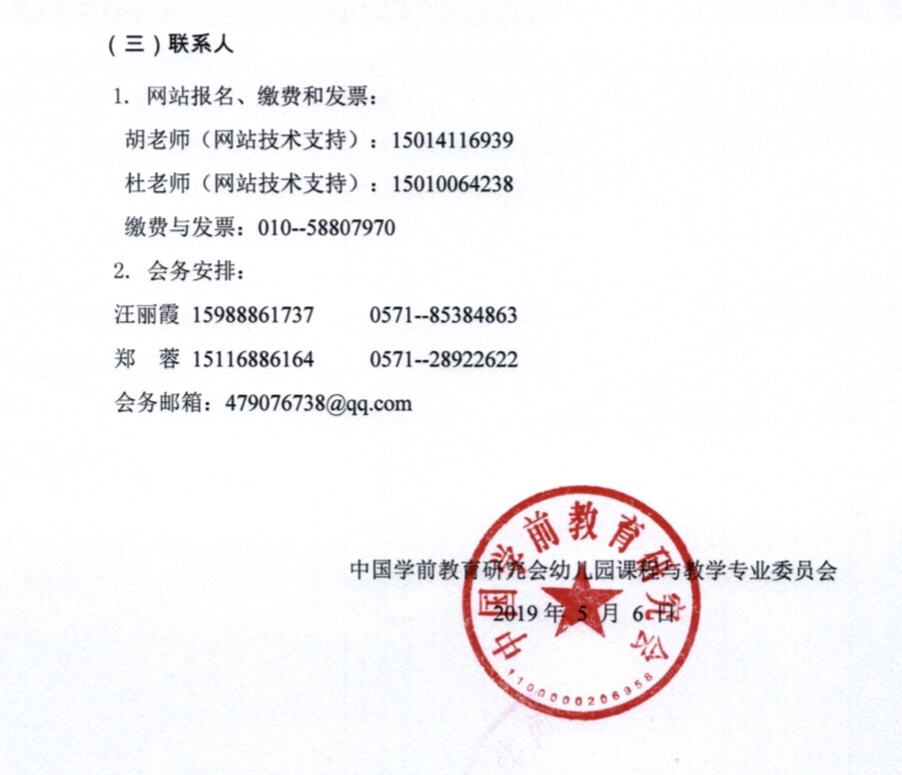 （三）联系人
1. 网站报名、缴费和发票：
胡老师（网站技术支持）：15014116939
杜老师（网站技术支持）：15010064238
缴费与发票：010--58807970
2. 会务安排：
汪丽霞 15988861737 0571--85384863
郑 蓉 15116886164 0571--28922622
会务邮箱：479076738@qq.com
中国学前教育研究会幼儿园课程与教学专业委员会
2019 年 5 月 6 日
中国学前教育研究会
1100000206958